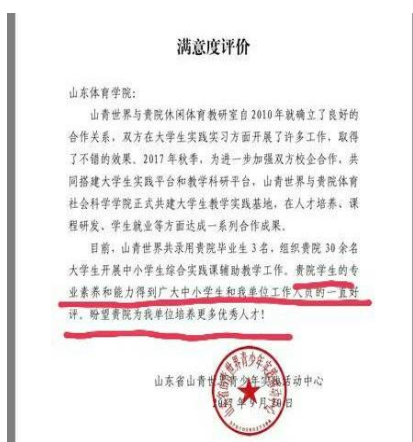 满意度评价
山东体育学院：
山青世界与贵院休闲体育教研室自2010年就确立了良好的
合作关系，双方在大学生实践实习方面开展了许多工作，取得
了不错的效果。2017年秋季，为进一步加强双方校企合作，共
同搭建大学生实践平台和教学科研平台，山青世界与贵院体育
社会科学学院正式共建大学生教学实践基地，在人才培养、课
程研发、学生就业等方面达成一系列合作成果。
目前，山青世界共录用贵院毕业生3名，组织贵院30余名
大学生开展中小学生综合实践课辅助教学工作。贵院学生的专
业素养和能力得到广大中小学生和我单位工作人员的一直好
评。盼望贵院为我单位培养更多优秀人才！
山东省山青世界青少年实践活动中心
2017年9月20日